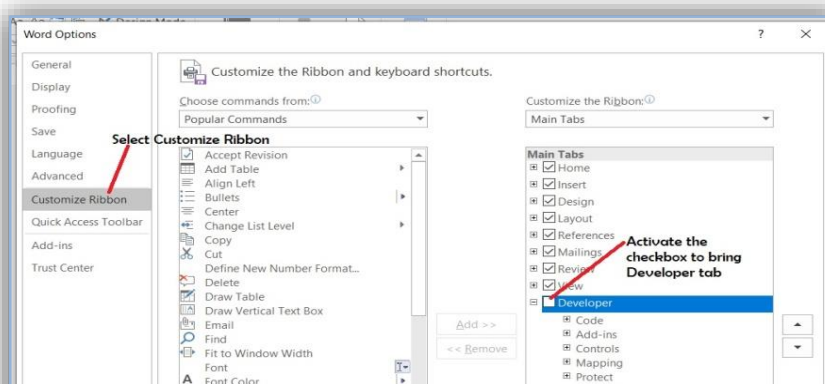 Word Options
?
General
Display
Proofing
Save
Language
Advanced
Customize Ribbon
Quick Access Toolbar
Add-ins
Trust Center
Select Customize Ribbon
Customize the Ribbon and keyboard shortcuts.
Choose commands from:
Popular Commands
Accept Revision
Add Table
Align Left
Bullets
Center
Change List Level
Copy
Cut
Define New Number Format...
Delete
Draw Table
Draw Vertical Text Box
Email
Find
Fit to Window Width
Font
Font Color
Add >>
<< Remove
Customize the Ribbon:
Main Tabs
Main Tabs
Home
Insert
Design
Layout
References
Mailings
Review
View
Developer
Code
Add-ins
Controls
Mapping
Protect
Activate the
checkbox to bring
Developer tab